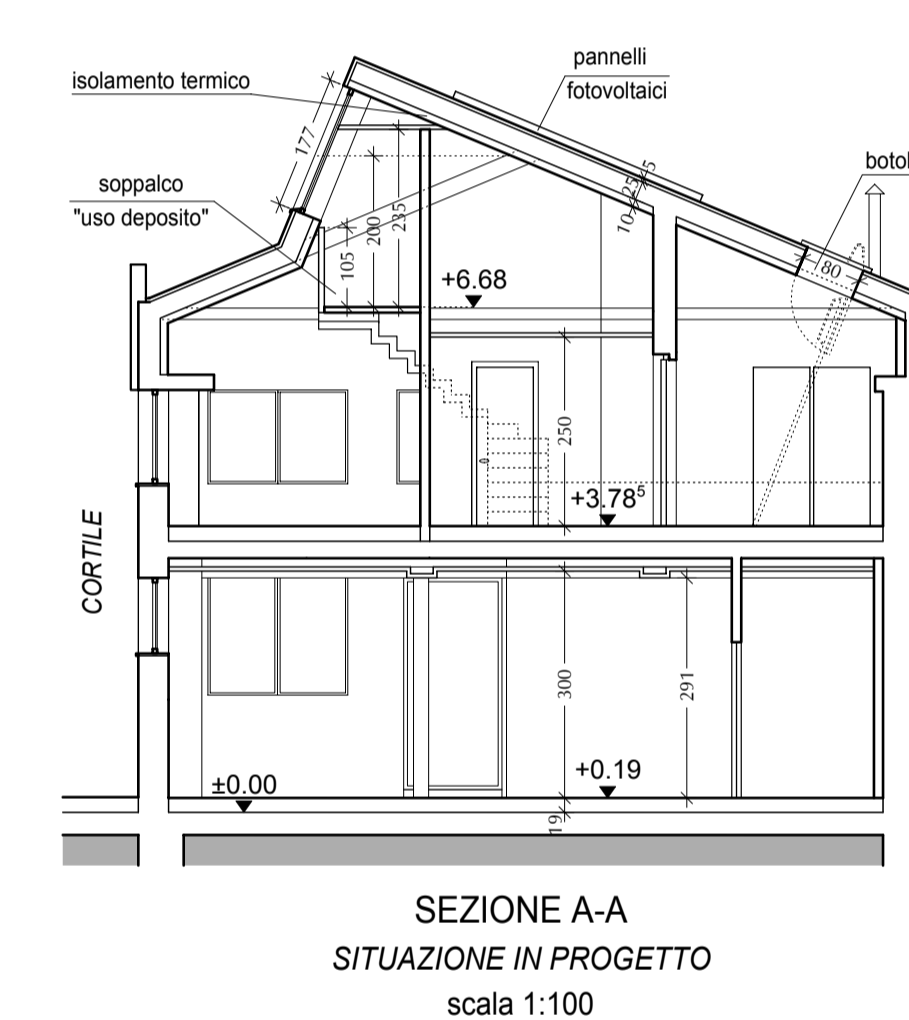 pannelli
fotovoltaici
isolamento termico
177
5
25
10
botol
soppalco
"uso deposito"
105
200
235
+6.68
80
250
+3.78⁵
CORTILE
300
291
±0.00
+0.19
19
SEZIONE A-A
SITUAZIONE IN PROGETTO
scala 1:100